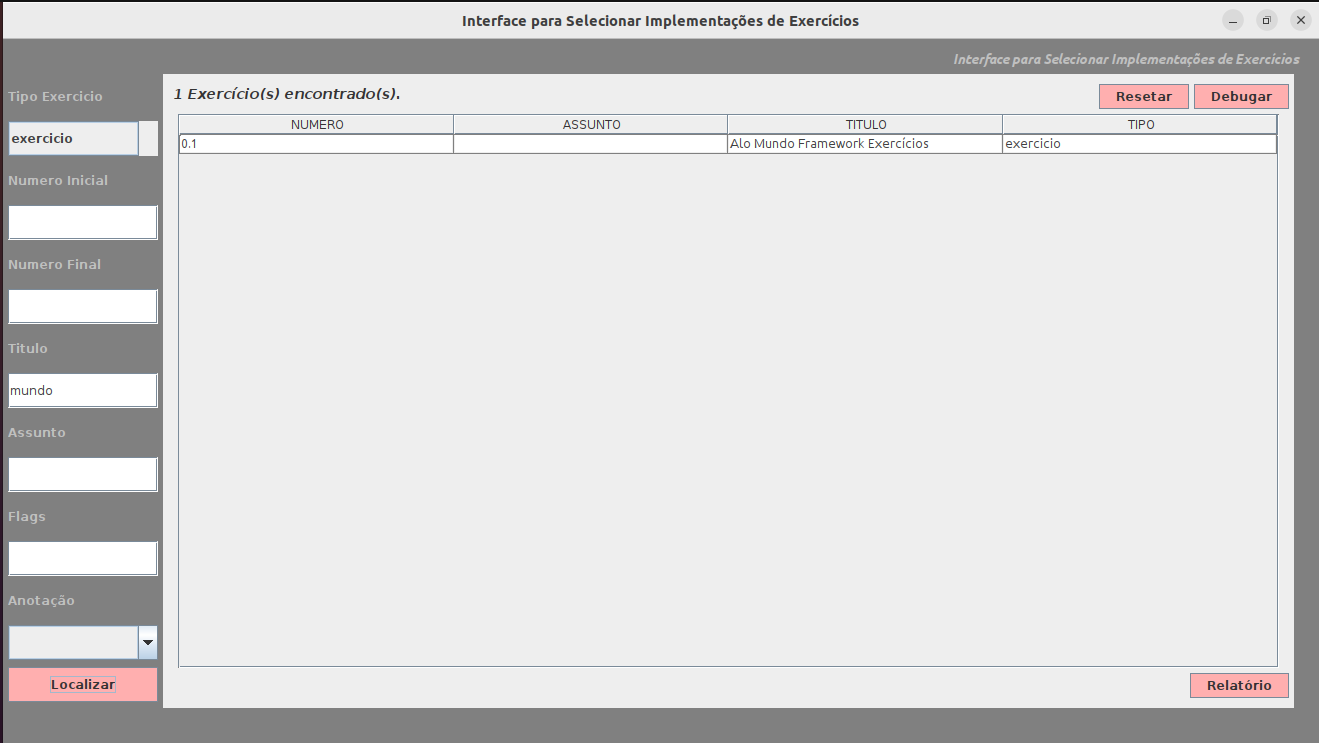 Interface para Selecionar Implementações de Exercícios
Interface para Selecionar Implementações de Exercícios
Tipo Exercicio
exercicio
Numero Inicial
Numero Final
Titulo
mundo
Assunto
Flags
Anotação
Localizar
1 Exercício(s) encontrado(s).
Resetar Debugar
NUMERO ASSUNTO TITULO TIPO
0.1 Alo Mundo Framework Exercícios exercicio
Relatório